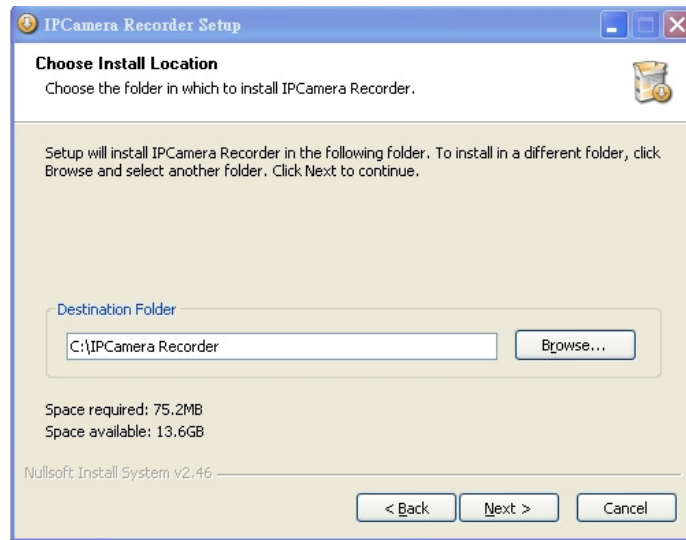 IPCamera Recorder Setup
Choose Install Location
Choose the folder in which to install IPCamera Recorder.
Setup will install IPCamera Recorder in the following folder. To install in a different folder, click
Browse and select another folder. Click Next to continue.
Destination Folder
C:\IPCamera Recorder
Browse...
Space required: 75.2MB
Space available: 13.6GB
Nullsoft Install System v2.46
< Back
Next >
Cancel